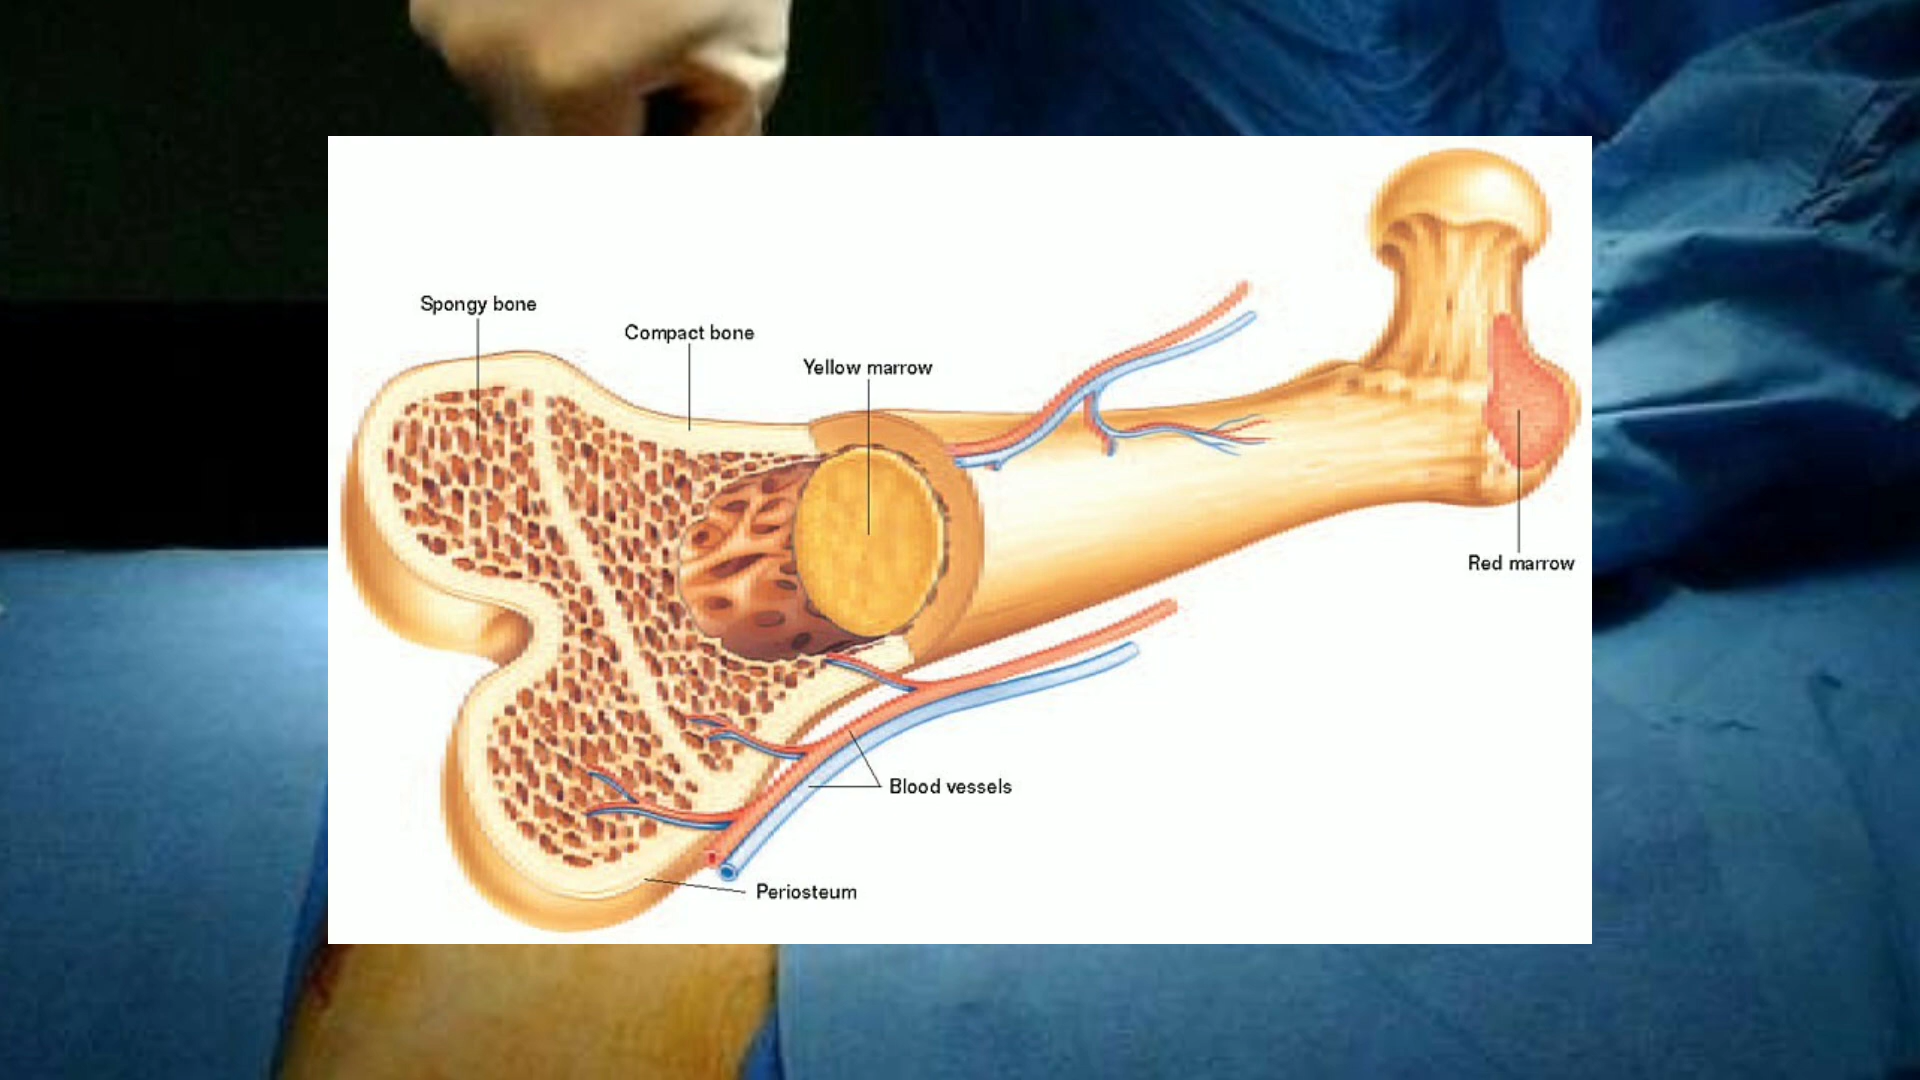 Spongy bone
Compact bone
Yellow marrow
Red marrow
Blood vessels
Periosteum